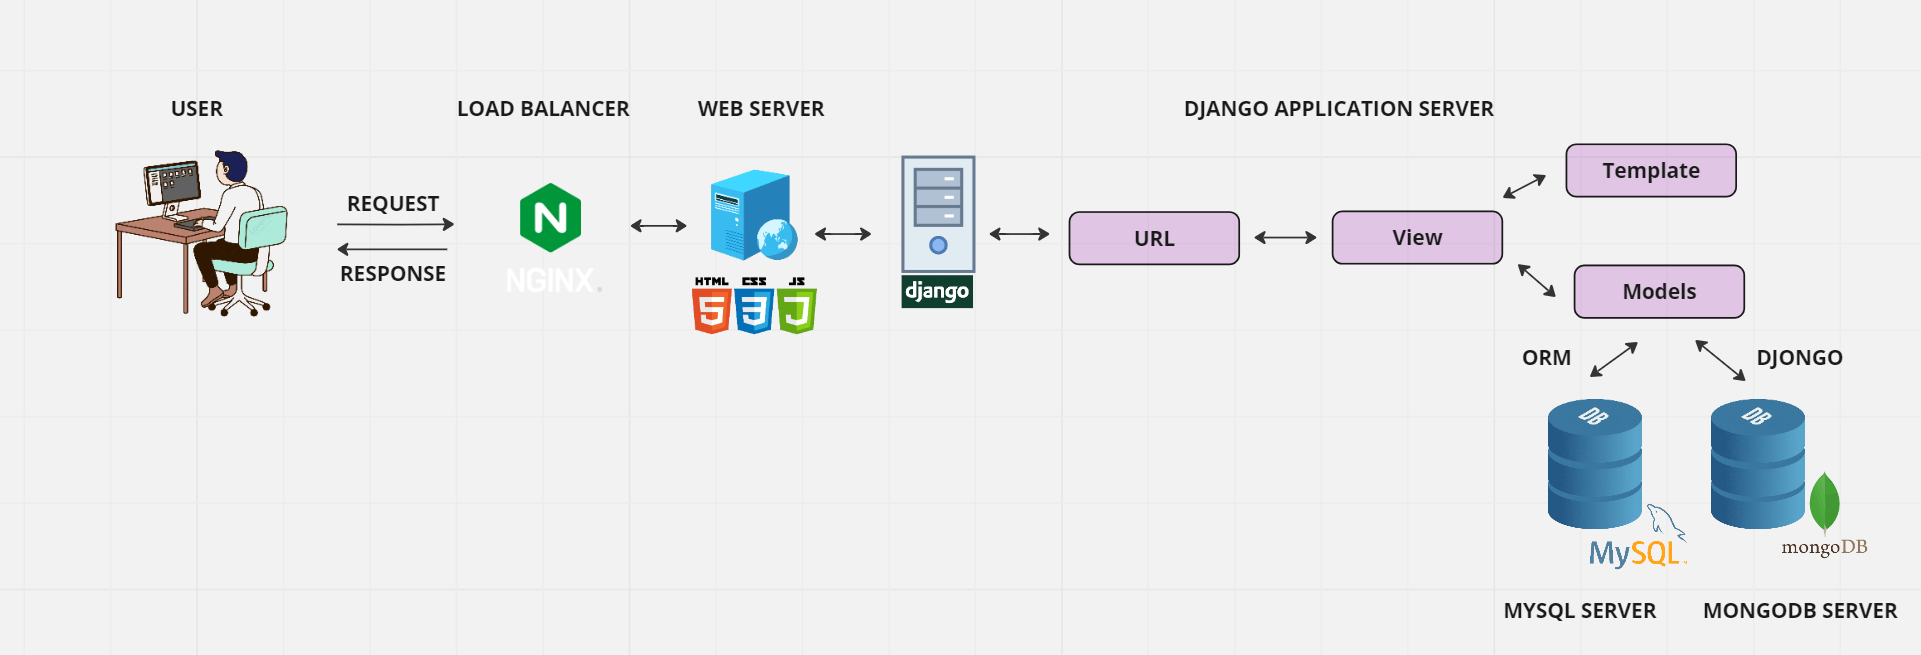 USER
LOAD BALANCER
WEB SERVER
DJANGO APPLICATION SERVER
REQUEST
RESPONSE
N
NGINX.
HTML CSS JS
5 3 J
django
URL
View
Template
Models
ORM
DJONGO
DB
DB
MySQL
mongoDB
MYSQL SERVER
MONGODB SERVER